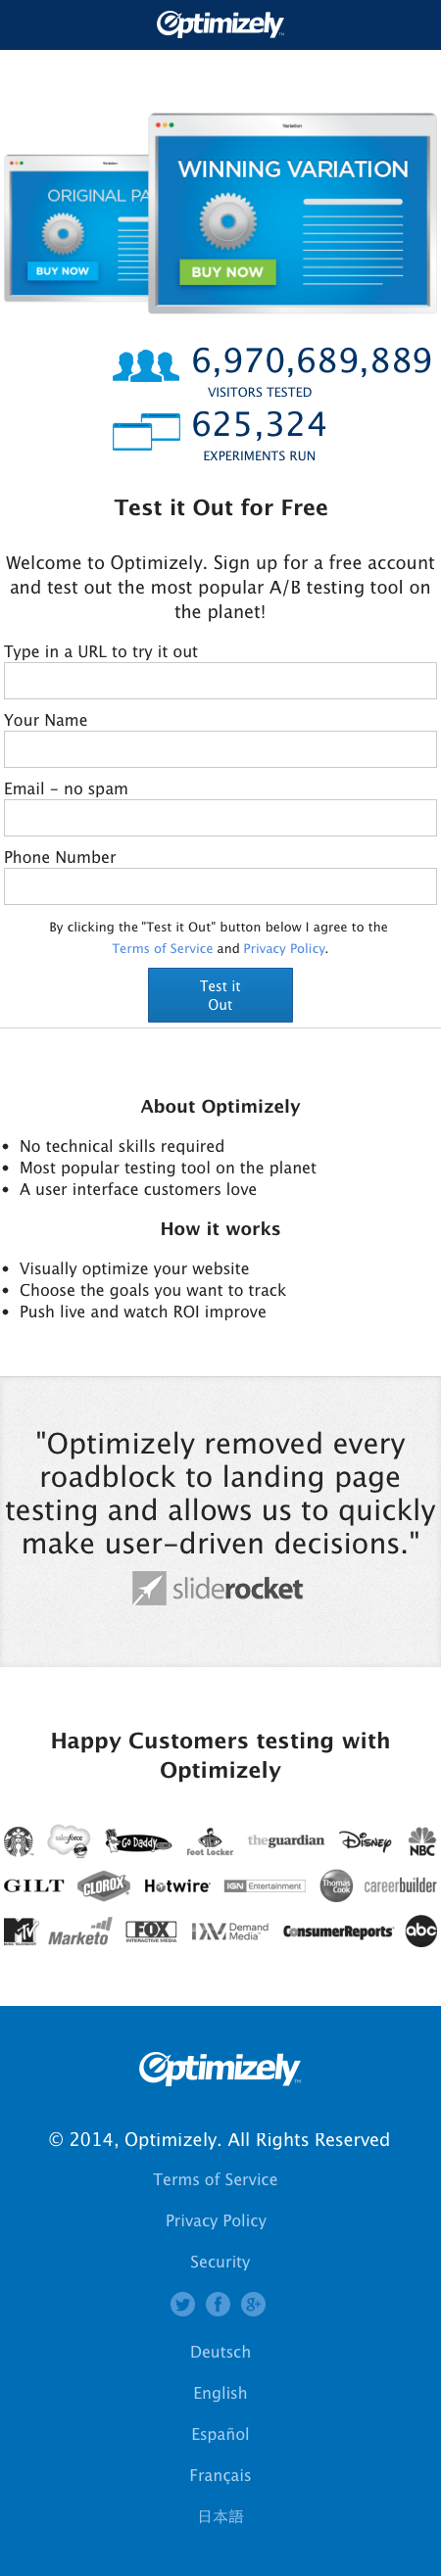 Optimizely
Variation
Variation
ORIGINAL PA
WINNING VARIATION
BUY NOW
BUY NOW
6,970,689,889
VISITORS TESTED
625,324
EXPERIMENTS RUN
Test it Out for Free
Welcome to Optimizely. Sign up for a free account
and test out the most popular A/B testing tool on
the planet!
Type in a URL to try it out
Your Name
Email - no spam
Phone Number
By clicking the "Test it Out" button below I agree to the
Terms of Service and Privacy Policy.
Test it
Out
About Optimizely
• No technical skills required
• Most popular testing tool on the planet
• A user interface customers love
How it works
• Visually optimize your website
• Choose the goals you want to track
• Push live and watch ROI improve
"Optimizely removed every
roadblock to landing page
testing and allows us to quickly
make user-driven decisions."
sliderocket
Happy Customers testing with
Optimizely
salesforce Go Daddy Foot Locker theguardian Disney NBC
GILT CLOROX Hotwire IGN Entertainment Thomas Cook careerbuilder
MTV Marketo FOX INTERACTIVE MEDIA Demand Media ConsumerReports abc
Optimizely
© 2014, Optimizely. All Rights Reserved
Terms of Service
Privacy Policy
Security
Deutsch
English
Español
Français
日本語